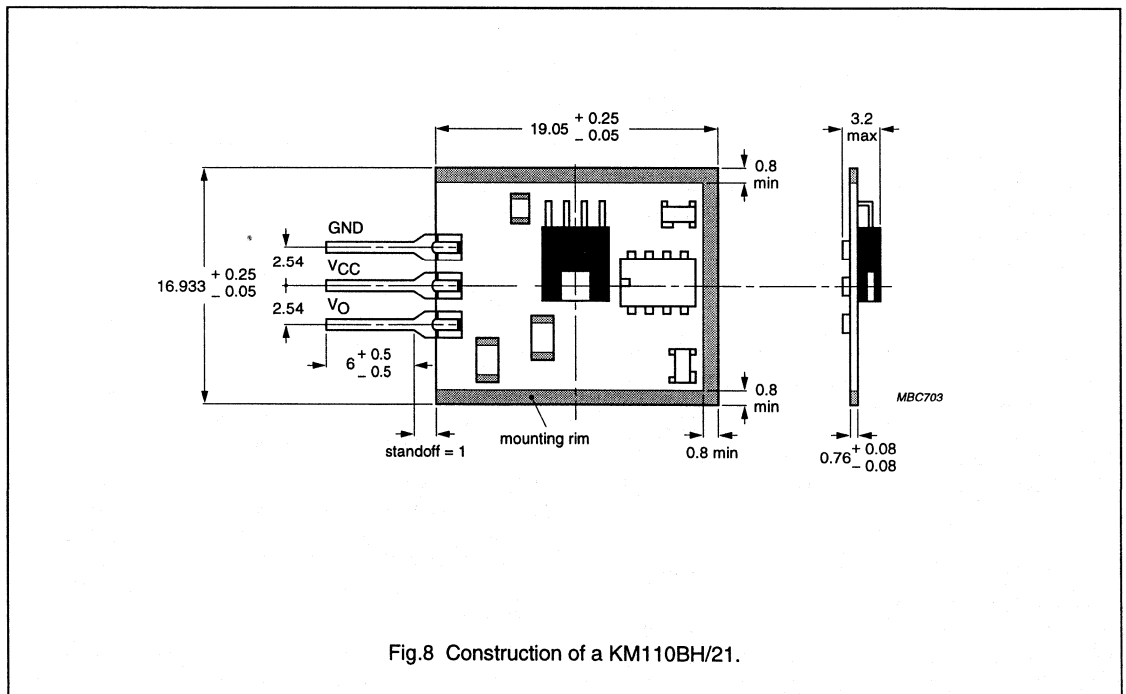 19.05 + 0.25 − 0.05
3.2 max
0.8 min
GND
2.54
VCC
16.933 + 0.25 − 0.05
2.54
VO
6 + 0.5 − 0.5
0.8 min
MBC703
mounting rim
standoff = 1
0.8 min
0.76 + 0.08 − 0.08
Fig.8 Construction of a KM110BH/21.